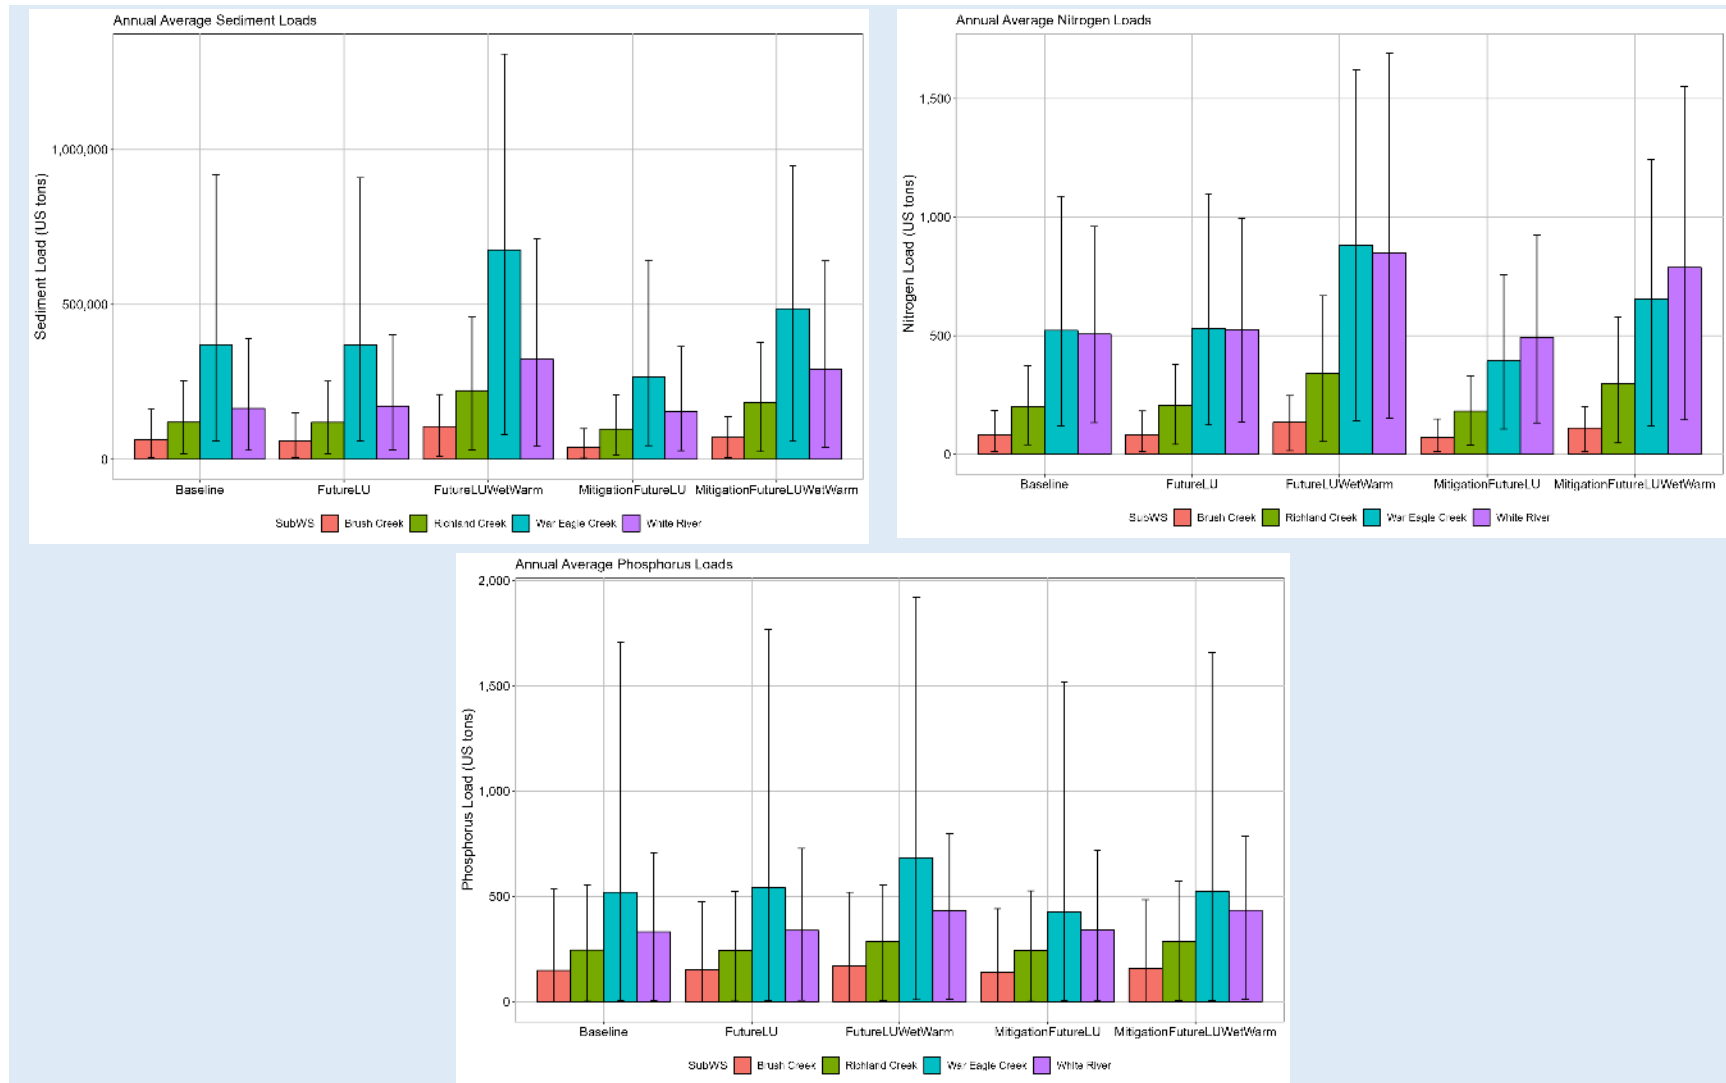 Annual Average Sediment Loads
Sediment Load (US tons)
1,000,000
500,000
0
Baseline FutureLU FutureLUWetWarm MitigationFutureLU MitigationFutureLUWetWarm
SubWS Brush Creek Richland Creek War Eagle Creek White River
Annual Average Nitrogen Loads
Nitrogen Load (US tons)
1,500
1,000
500
0
Baseline FutureLU FutureLUWetWarm MitigationFutureLU MitigationFutureLUWetWarm
SubWS Brush Creek Richland Creek War Eagle Creek White River
Annual Average Phosphorus Loads
Phosphorus Load (US tons)
2,000
1,500
1,000
500
0
Baseline FutureLU FutureLUWetWarm MitigationFutureLU MitigationFutureLUWetWarm
SubWS Brush Creek Richland Creek War Eagle Creek White River